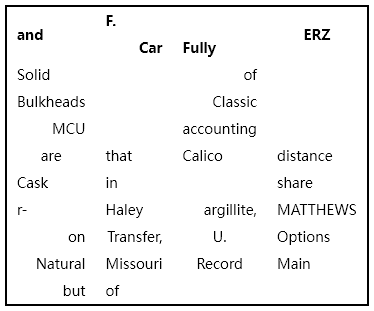 and F. Car Fully ERZ
Solid of
Bulkheads Classic
MCU accounting
are that Calico distance
Cask in share
r- Haley argillite, MATTHEWS
on Transfer, U. Options
Natural Missouri Record Main
but of